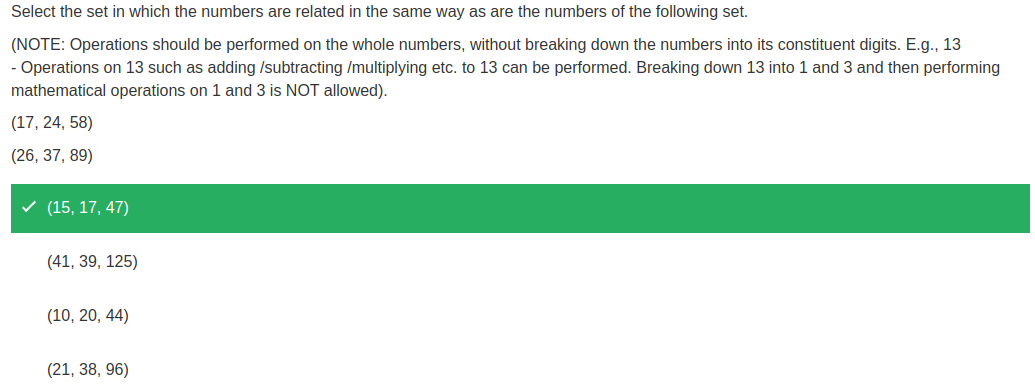 Select the set in which the numbers are related in the same way as are the numbers of the following set.
(NOTE: Operations should be performed on the whole numbers, without breaking down the numbers into its constituent digits. E.g., 13
- Operations on 13 such as adding /subtracting /multiplying etc. to 13 can be performed. Breaking down 13 into 1 and 3 and then performing
mathematical operations on 1 and 3 is NOT allowed).
(17, 24, 58)
(26, 37, 89)
(15, 17, 47)
(41, 39, 125)
(10, 20, 44)
(21, 38, 96)